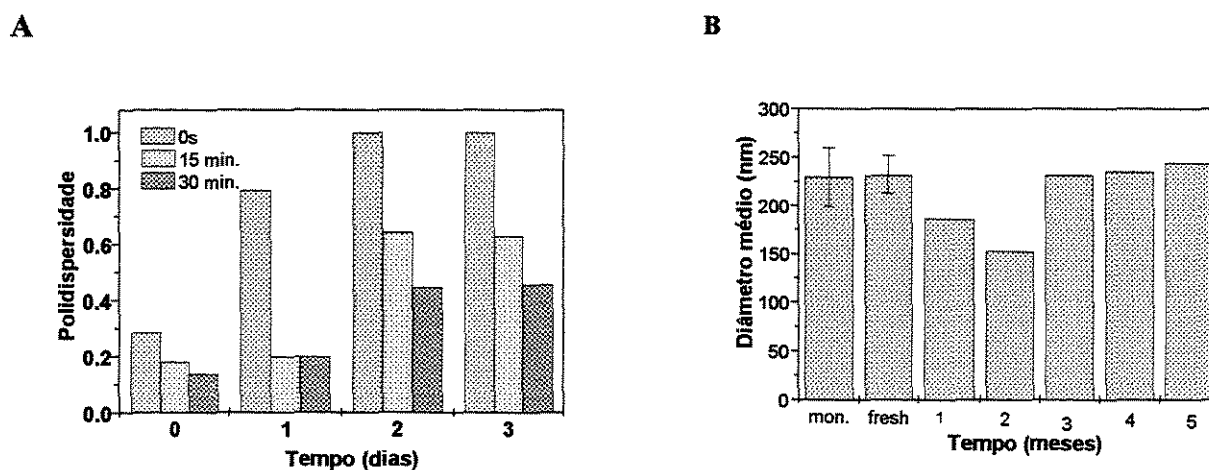 A
B
1.0
0.8
0.6
0.4
0.2
0.0
Polidispersidade
0s
15 min.
30 min.
0 1 2 3
Tempo (dias)
300
250
200
150
100
50
0
Diâmetro médio (nm)
mon. fresh 1 2 3 4 5
Tempo (meses)